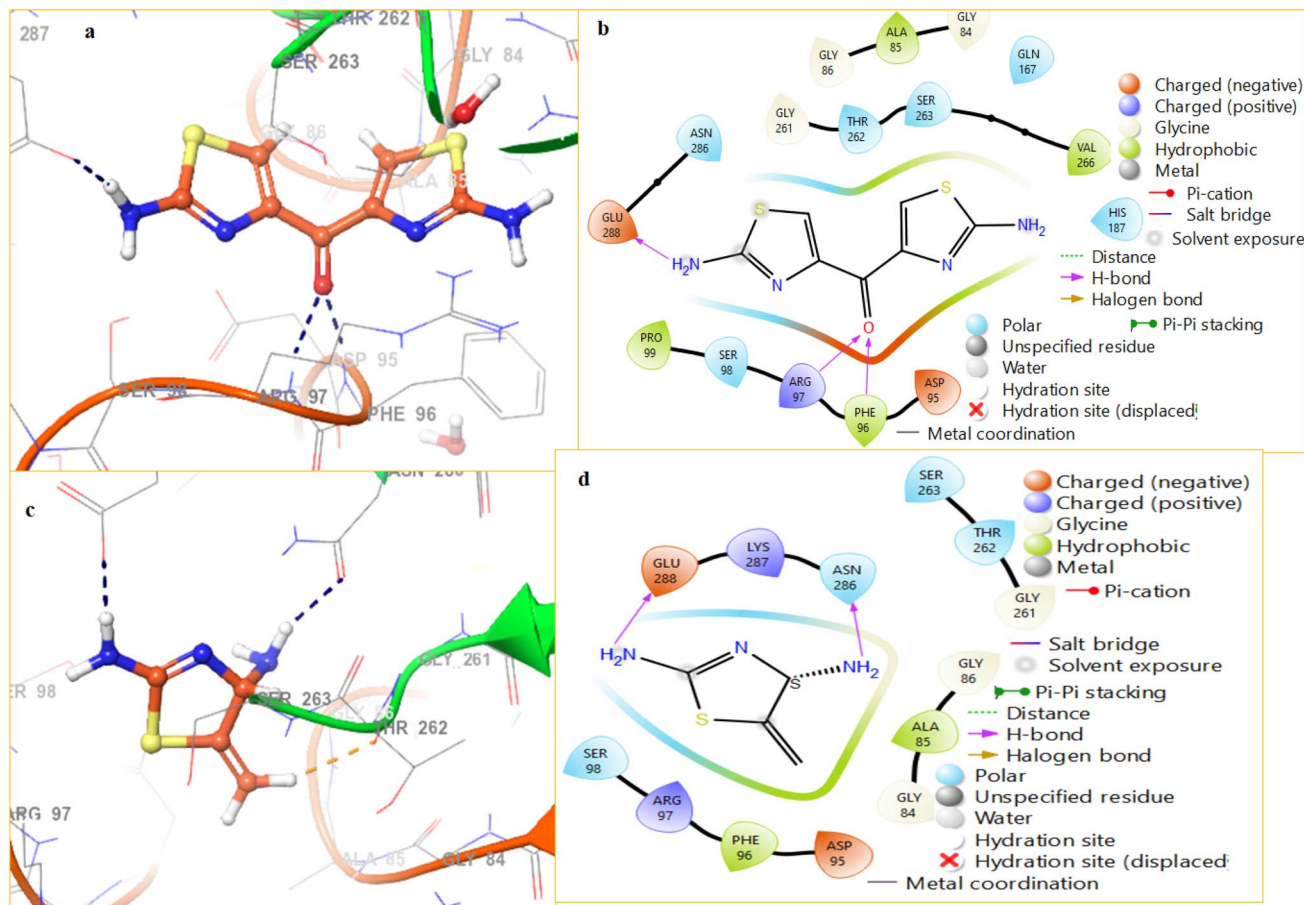 a
287
THR 262
SER 263
GLY 84
GLY 86
ALA 85
ASP 95
SER 98
ARG 97
PHE 96
b
GLY
84
ALA
85
GLY
86
GLN
167
SER
263
THR
262
GLY
261
VAL
266
ASN
286
GLU
288
HIS
187
S
S
H2N
N
N
NH2
O
PRO
99
SER
98
ARG
97
PHE
96
ASP
95
Charged (negative)
Charged (positive)
Glycine
Hydrophobic
Metal
Pi-cation
Salt bridge
Solvent exposure
Distance
H-bond
Halogen bond
Polar
Pi-Pi stacking
Unspecified residue
Water
Hydration site
Hydration site (displaced
Metal coordination
c
GLY 261
SER 263
ER 98
GLY 86
THR 262
ARG 97
ALA 85
GLY 84
d
GLU
288
LYS
287
ASN
286
H2N
N
S
NH2
S
SER
98
ARG
97
PHE
96
ASP
95
SER
263
THR
262
GLY
261
GLY
86
ALA
85
GLY
84
Charged (negative)
Charged (positive)
Glycine
Hydrophobic
Metal
Pi-cation
Salt bridge
Solvent exposure
Pi-Pi stacking
Distance
H-bond
Halogen bond
Polar
Unspecified residue
Water
Hydration site
Hydration site (displaced
Metal coordination